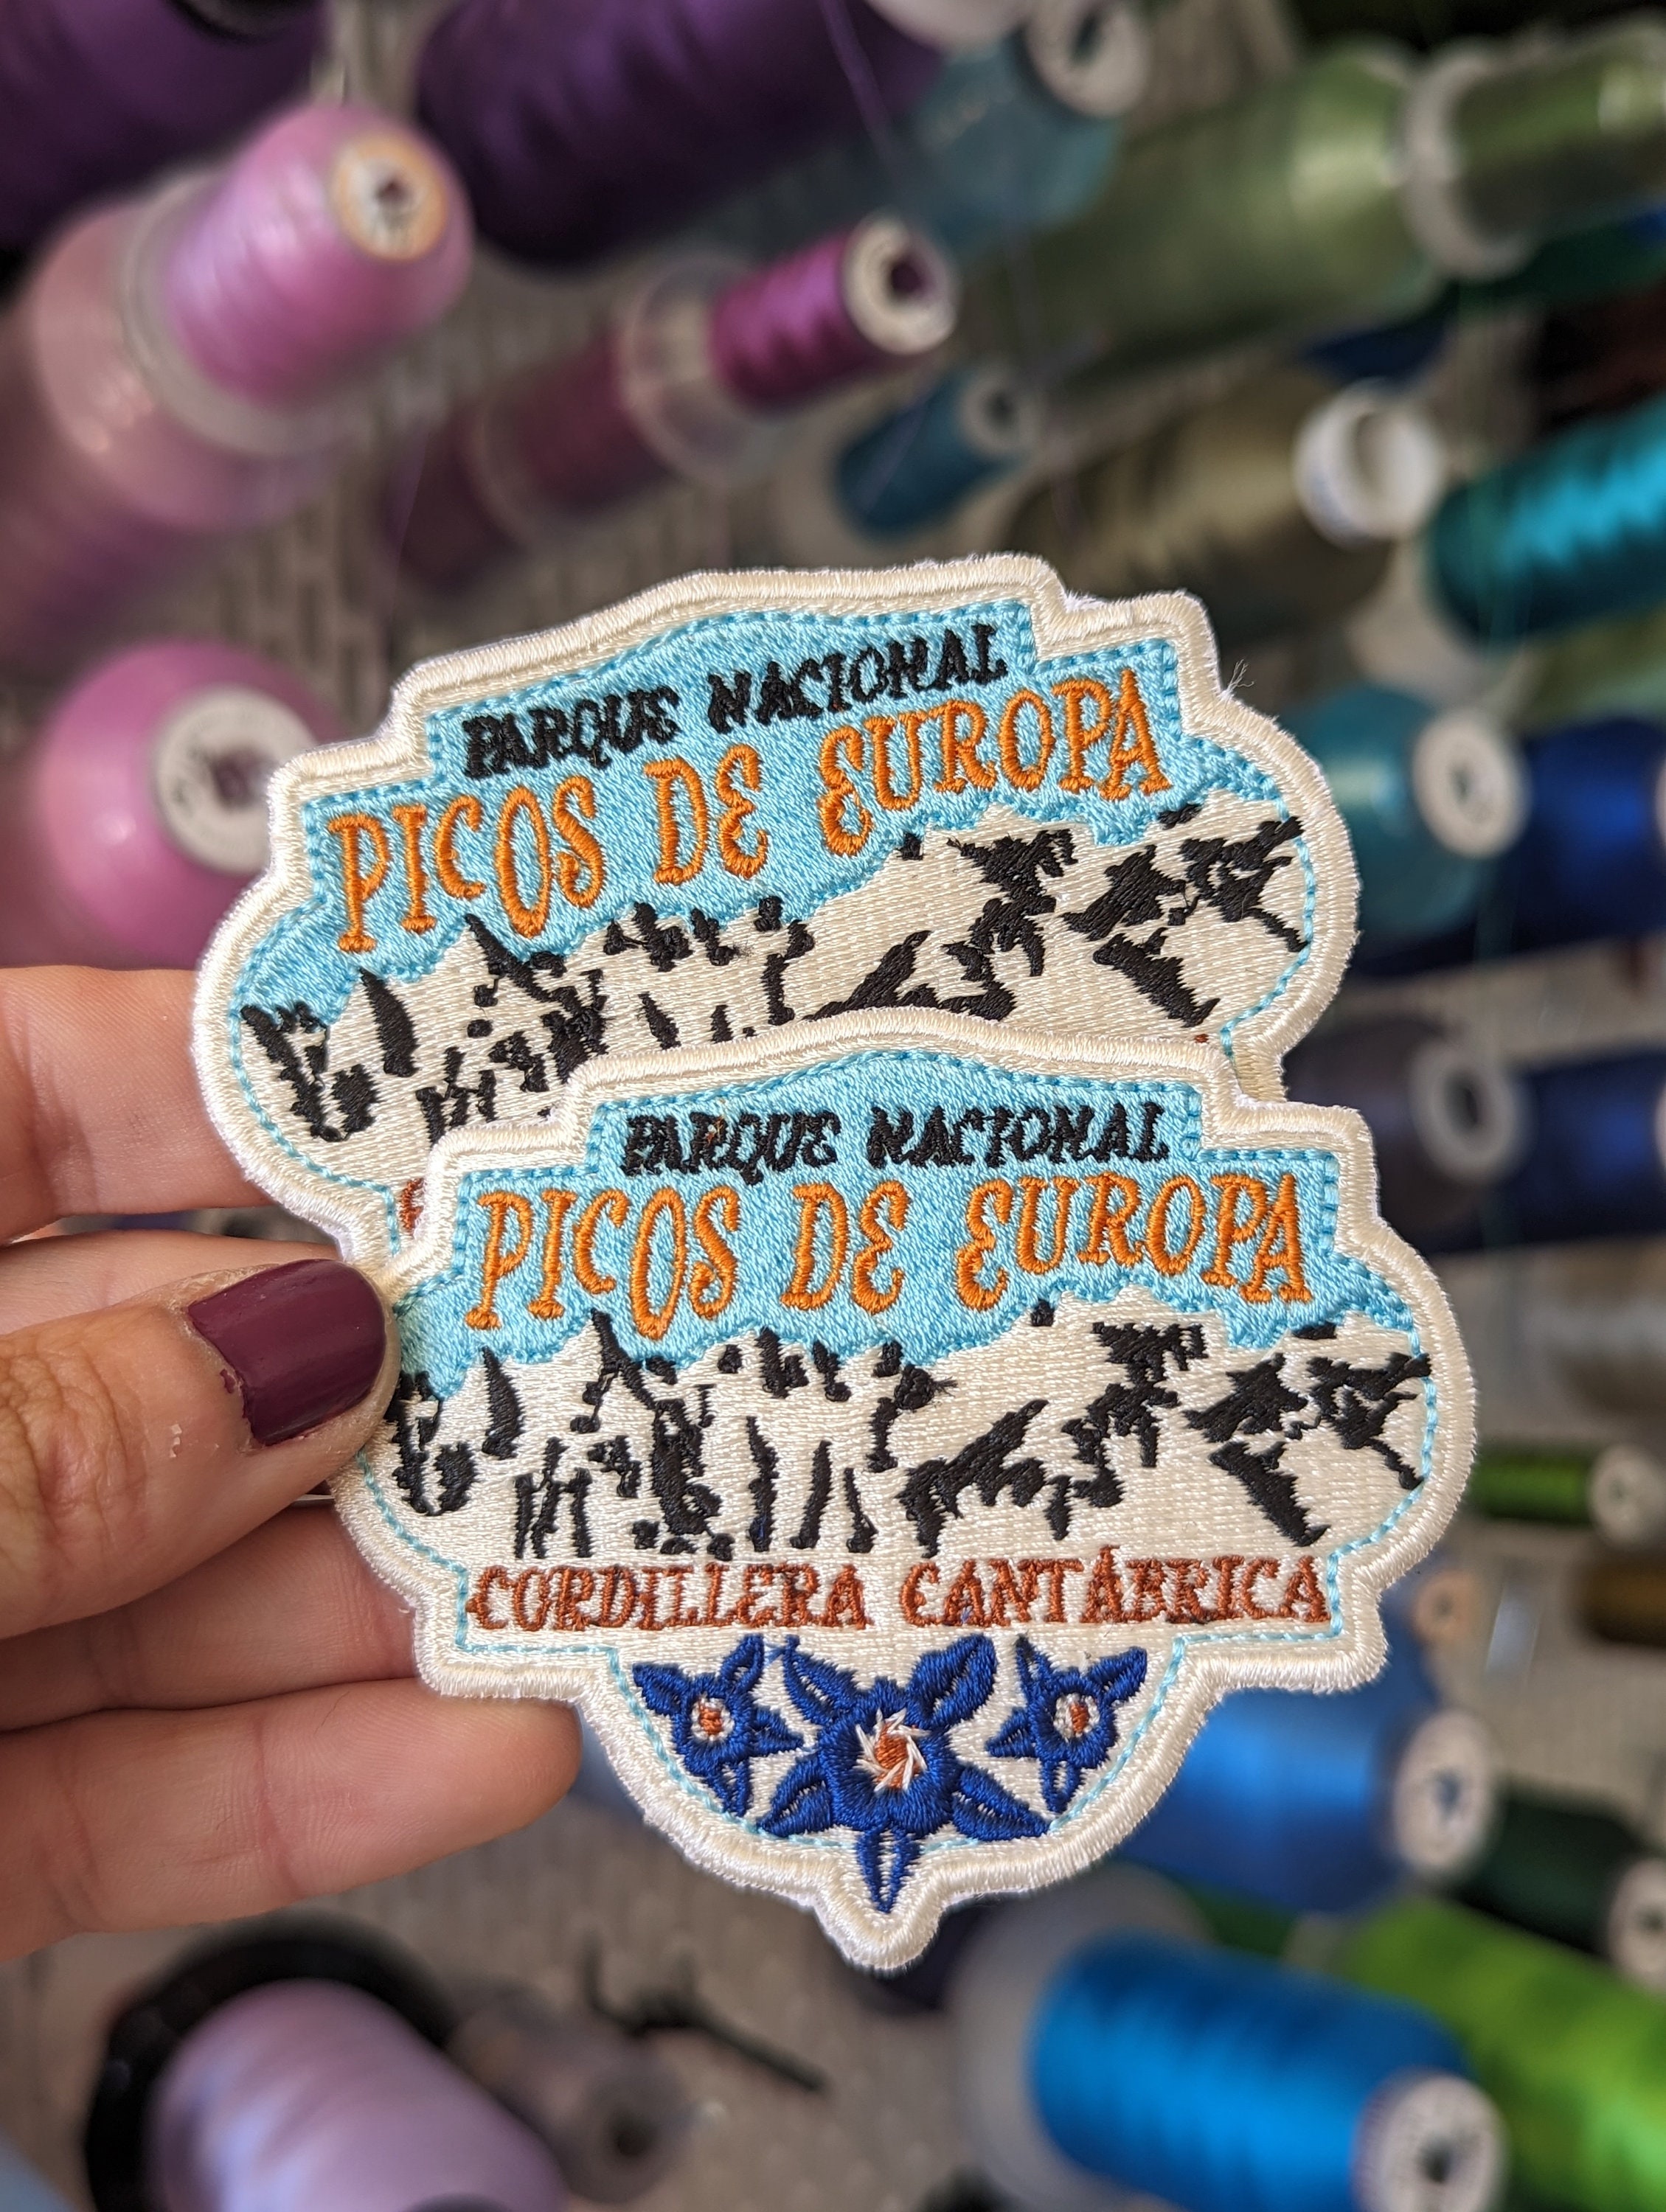 PARQUE NACIONAL
PICOS DE EUROPA
PARQUE NACIONAL
PICOS DE EUROPA
CORDILLERA CANTÁBRICA